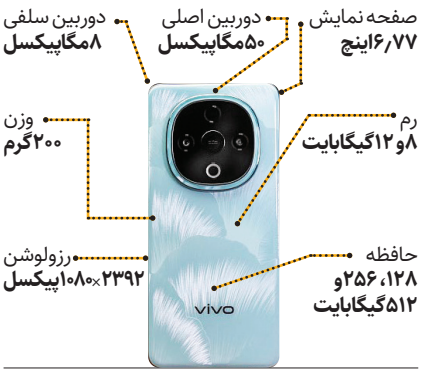 صفحه نمایش
۶٫۷۷اینچ
دوربین اصلی
۵۰مگاپیکسل
دوربین سلفی
۸مگاپیکسل
رم
۸و۱۲گیگابایت
وزن
۲۰۰گرم
حافظه
۱۲۸، ۲۵۶و
۵۱۲گیگابایت
رزولوشن
۲۳۹۲×۱۰۸۰پیکسل
vivo